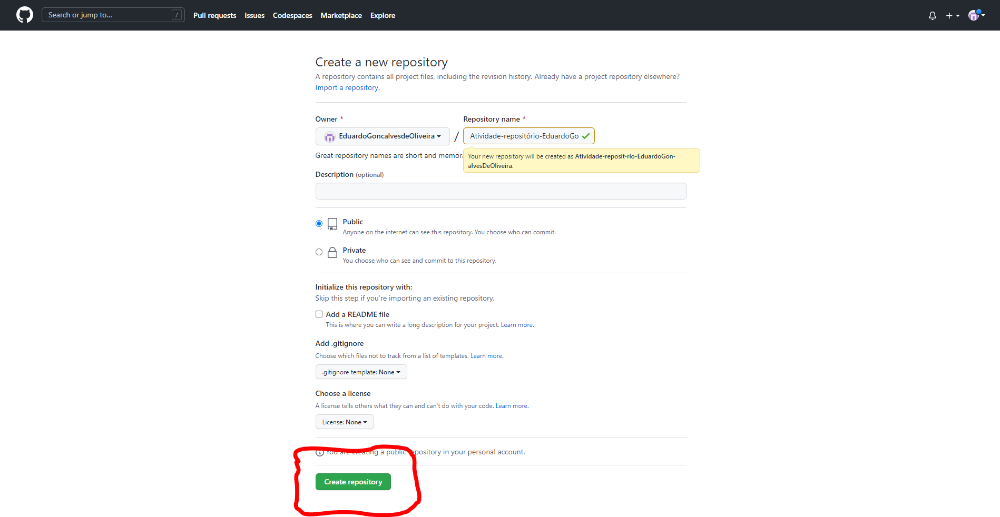 Search or jump to... /
Pull requests Issues Codespaces Marketplace Explore
Create a new repository
A repository contains all project files, including the revision history. Already have a project repository elsewhere?
Import a repository.
Owner * Repository name *
EduardoGoncalvesdeOliveira / Atividade-repositório-EduardoGo
Great repository names are short and
Your new repository will be created as Atividade-reposit-rio-EduardoGon-
alvesDeOliveira.
Description (optional)
Public
Anyone on the internet can see this repository. You choose who can commit.
Private
You choose who can see and commit to this repository.
Initialize this repository with:
Skip this step if you're importing an existing repository.
Add a README file
This is where you can write a long description for your project. Learn more.
Add .gitignore
Choose which files not to track from a list of templates. Learn more.
.gitignore template: None
Choose a license
A license tells others what they can and can't do with your code. Learn more.
License: None
You are creating a public repository in your personal account.
Create repository